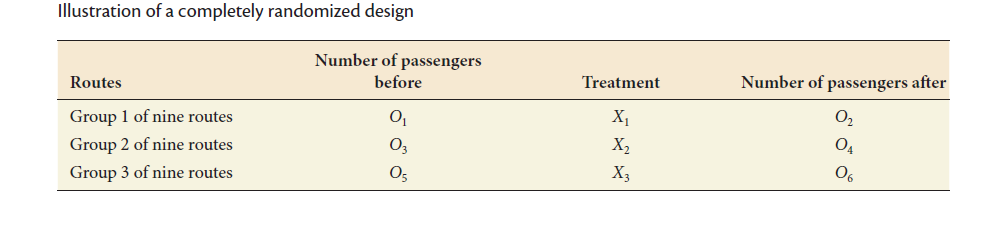 Illustration of a completely randomized design
Number of passengers
Routes before Treatment Number of passengers after
Group 1 of nine routes O₁ X₁ O₂
Group 2 of nine routes O₃ X₂ O₄
Group 3 of nine routes O₅ X₃ O₆